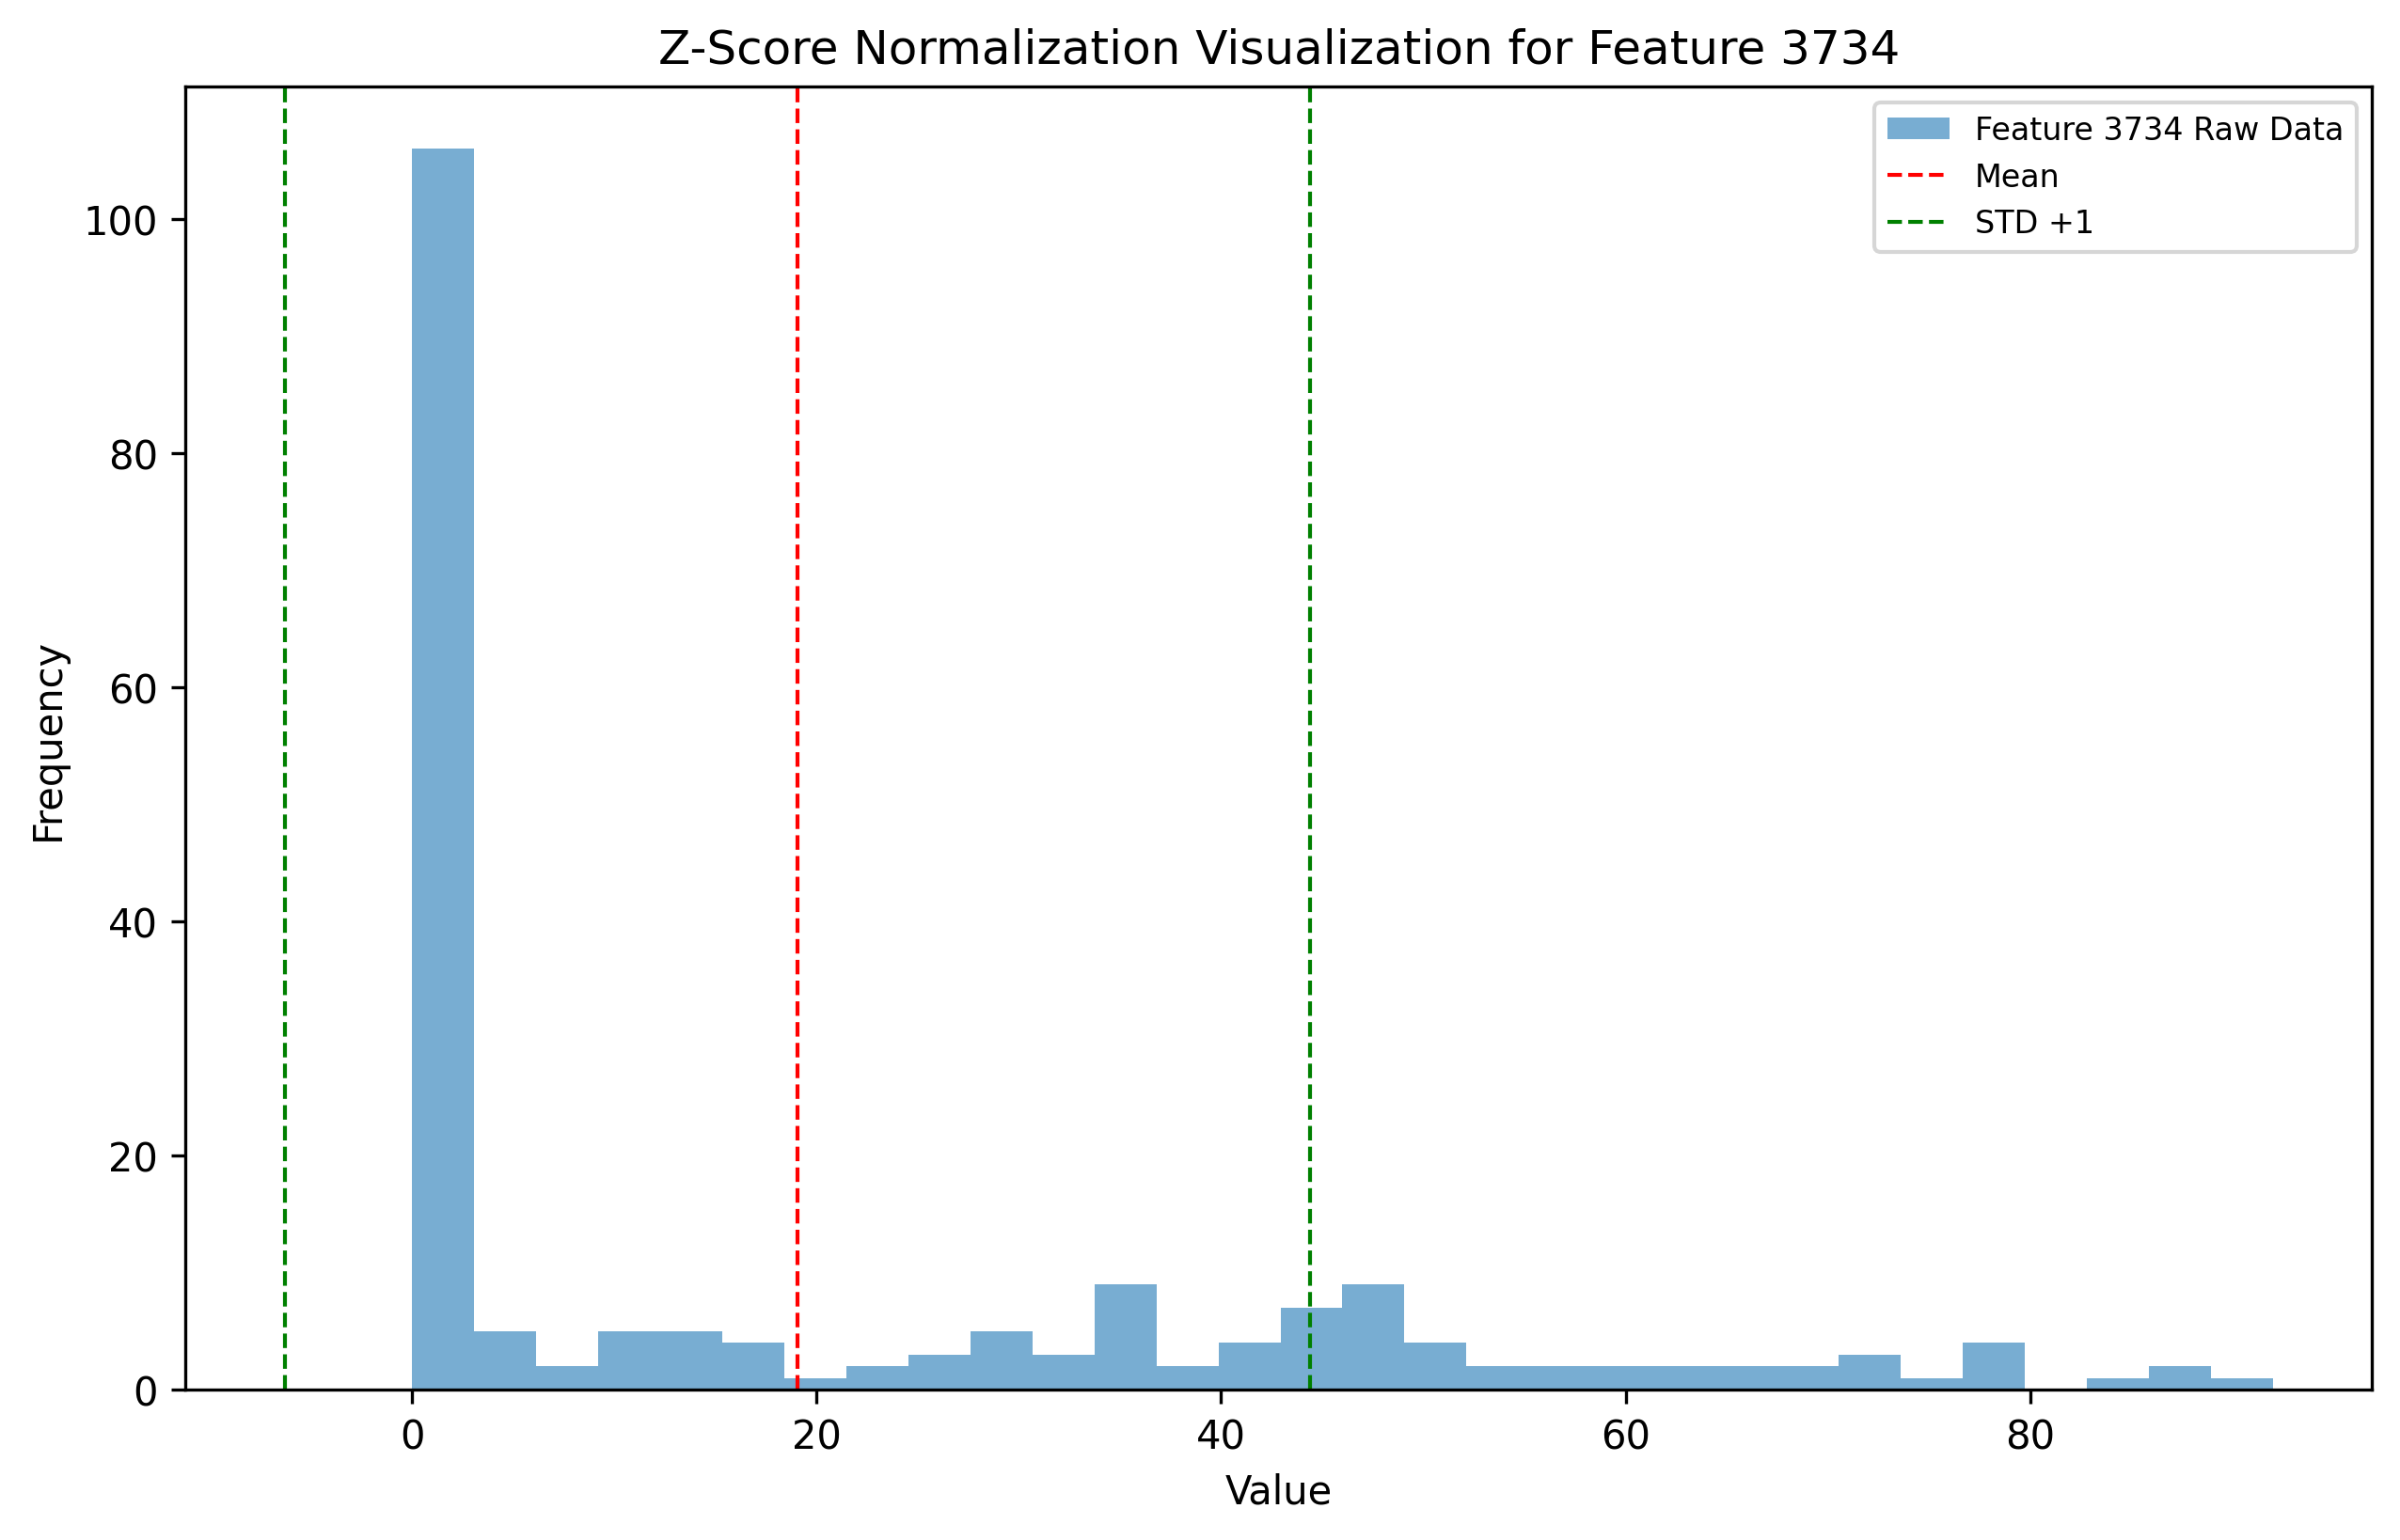 Z-Score Normalization Visualization for Feature 3734
Feature 3734 Raw Data
Mean
STD +1
100
80
60
40
20
0
Frequency
0 20 40 60 80
Value